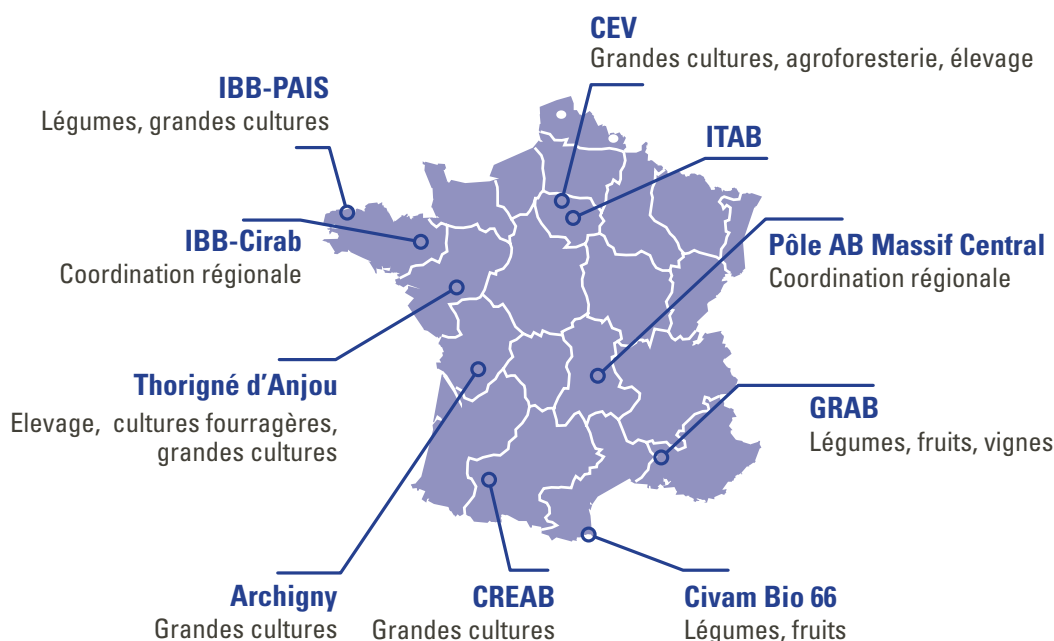 CEV
Grandes cultures, agroforesterie, élevage
IBB-PAIS
Légumes, grandes cultures
ITAB
IBB-Cirab
Coordination régionale
Pôle AB Massif Central
Coordination régionale
Thorigné d’Anjou
Elevage, cultures fourragères,
grandes cultures
GRAB
Légumes, fruits, vignes
Archigny
Grandes cultures
CREAB
Grandes cultures
Civam Bio 66
Légumes, fruits